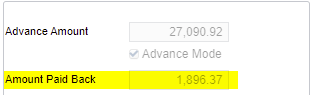 Advance Amount 27,090.92
Advance Mode
Amount Paid Back 1,896.37